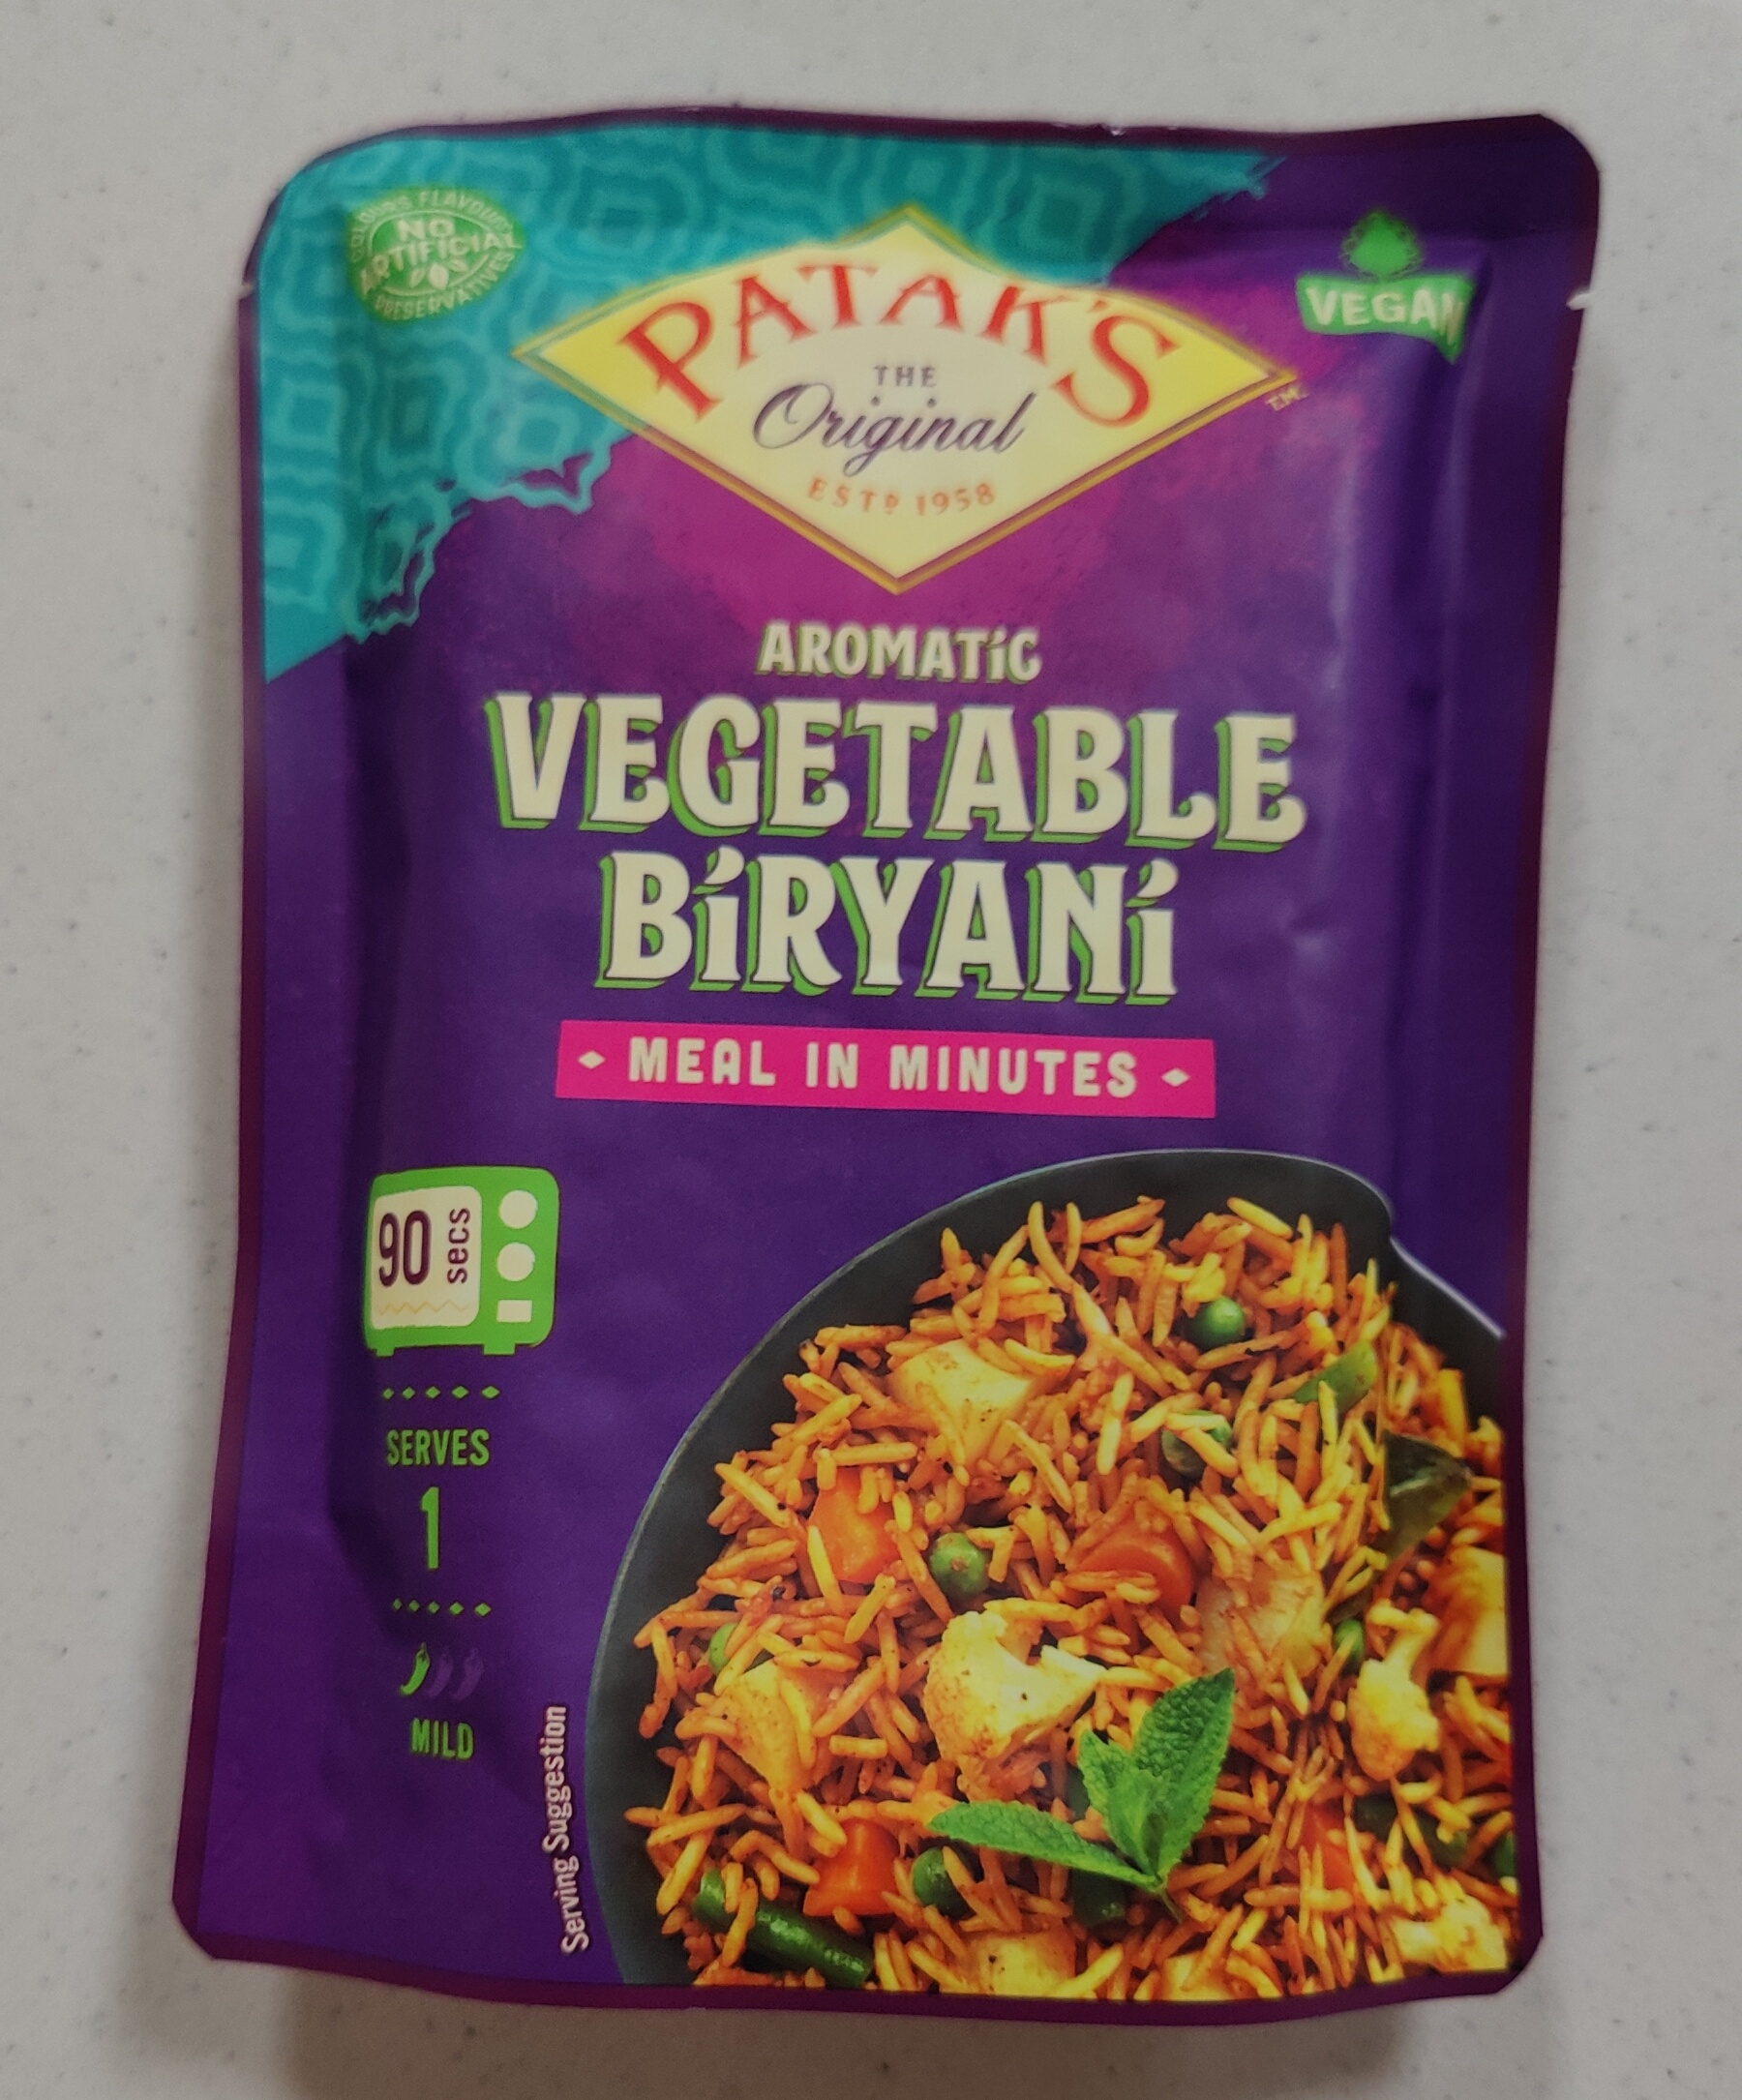 COLOURS FLAVOURS
NO
ARTIFICIAL
PRESERVATIVES
VEGAN
PATAK'S
THE
Original
ESTD 1958
T.M.
AROMATIC
VEGETABLE
BIRYANI
MEAL IN MINUTES
90 secs
SERVES
1
MILD
Serving Suggestion